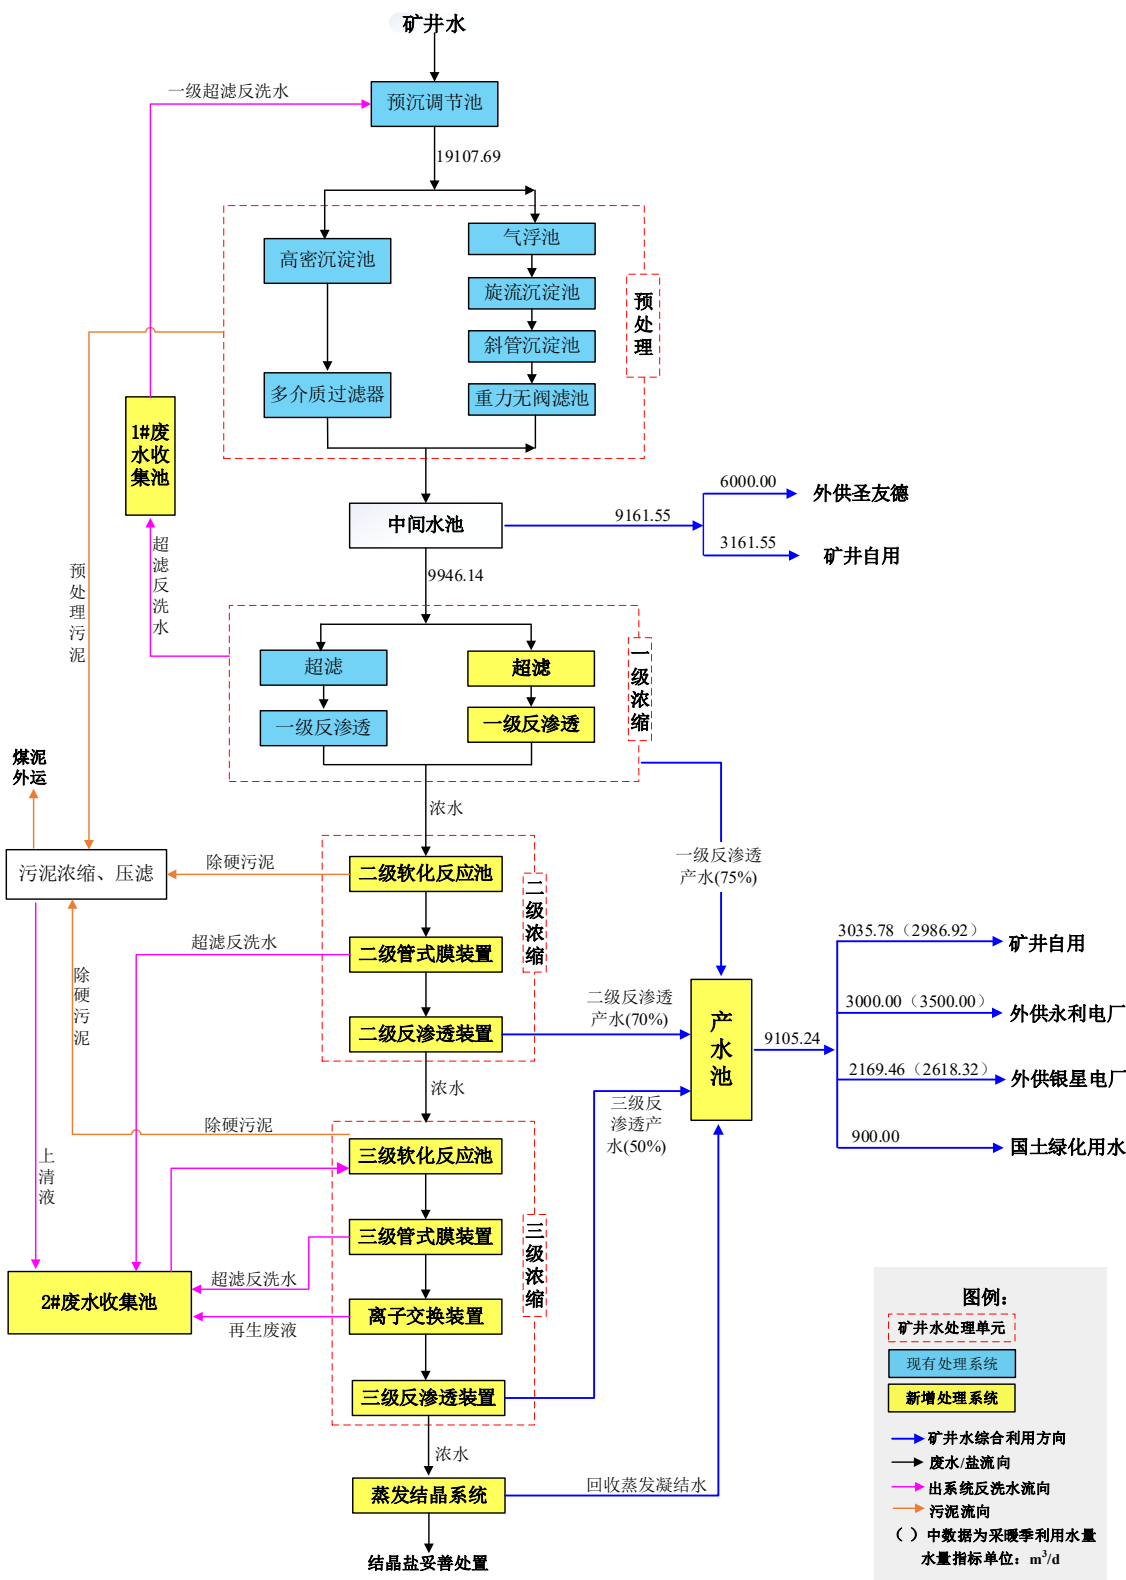 矿井水
一级超滤反洗水
预沉调节池
19107.69
高密沉淀池
气浮池
旋流沉淀池
斜管沉淀池
多介质过滤器
重力无阀滤池
预处理
1#废
水收
集池
中间水池
9161.55
6000.00
外供圣友德
3161.55
矿井自用
超滤反洗水
预处理污泥
9946.14
超滤
超滤
一级反渗透
一级反渗透
一级浓缩
煤泥
外运
浓水
一级反渗透
产水(75%)
污泥浓缩、压滤
除硬污泥
二级软化反应池
二级浓缩
超滤反洗水
二级管式膜装置
除硬污泥
二级反渗透装置
二级反渗透
产水(70%)
产水池
9105.24
3035.78（2986.92）
矿井自用
3000.00（3500.00）
外供永利电厂
2169.46（2618.32）
外供银星电厂
900.00
国土绿化用水
浓水
三级反
渗透产
水(50%)
除硬污泥
上清液
三级软化反应池
三级管式膜装置
三级浓缩
超滤反洗水
2#废水收集池
离子交换装置
再生废液
三级反渗透装置
浓水
蒸发结晶系统
回收蒸发凝结水
结晶盐妥善处置
图例：
矿井水处理单元
现有处理系统
新增处理系统
矿井水综合利用方向
废水/盐流向
出系统反洗水流向
污泥流向
（ ）中数据为采暖季利用水量
水量指标单位：m³/d